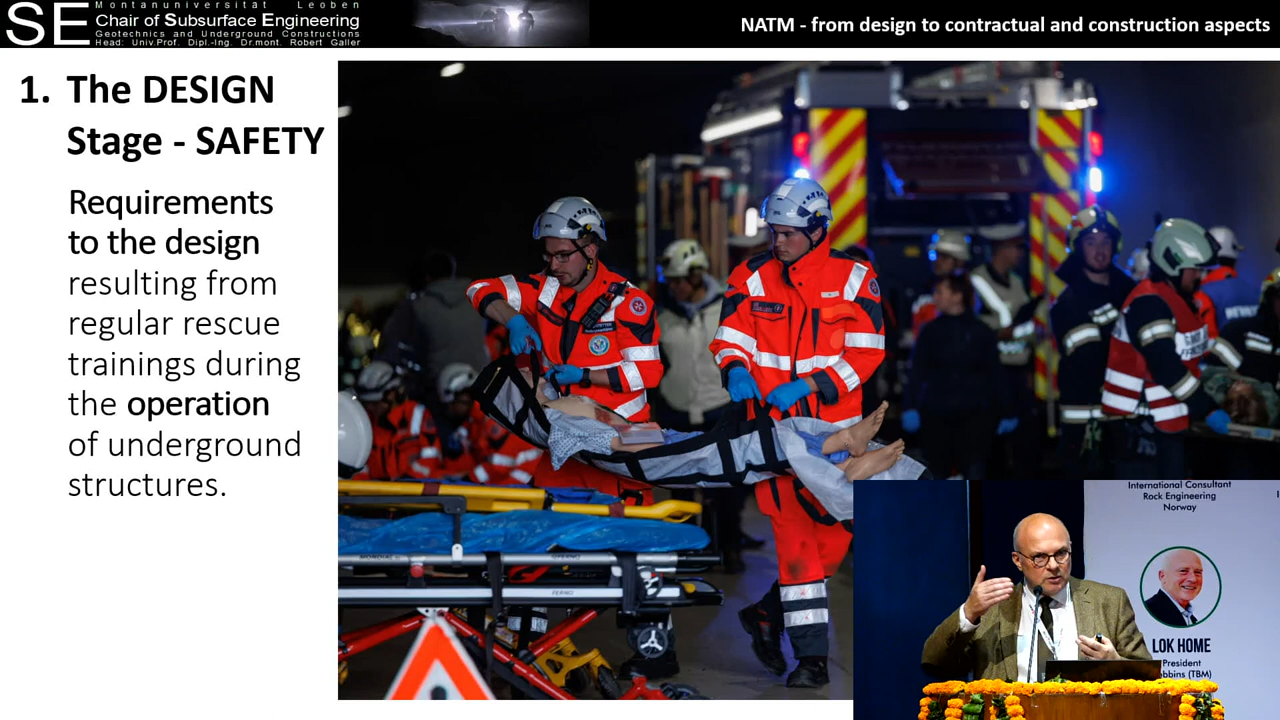 SE
Montanuniversität Leoben
Chair of Subsurface Engineering
Geotechnics and Underground Constructions
Head: Univ.Prof. Dipl.-Ing. Dr.mont. Robert Galler
NATM - from design to contractual and construction aspects
1. The DESIGN
Stage - SAFETY
Requirements
to the design
resulting from
regular rescue
trainings during
the operation
of underground
structures.
International Consultant
Rock Engineering
Norway
LOK HOME
President
bbins (TBM)
FERNO